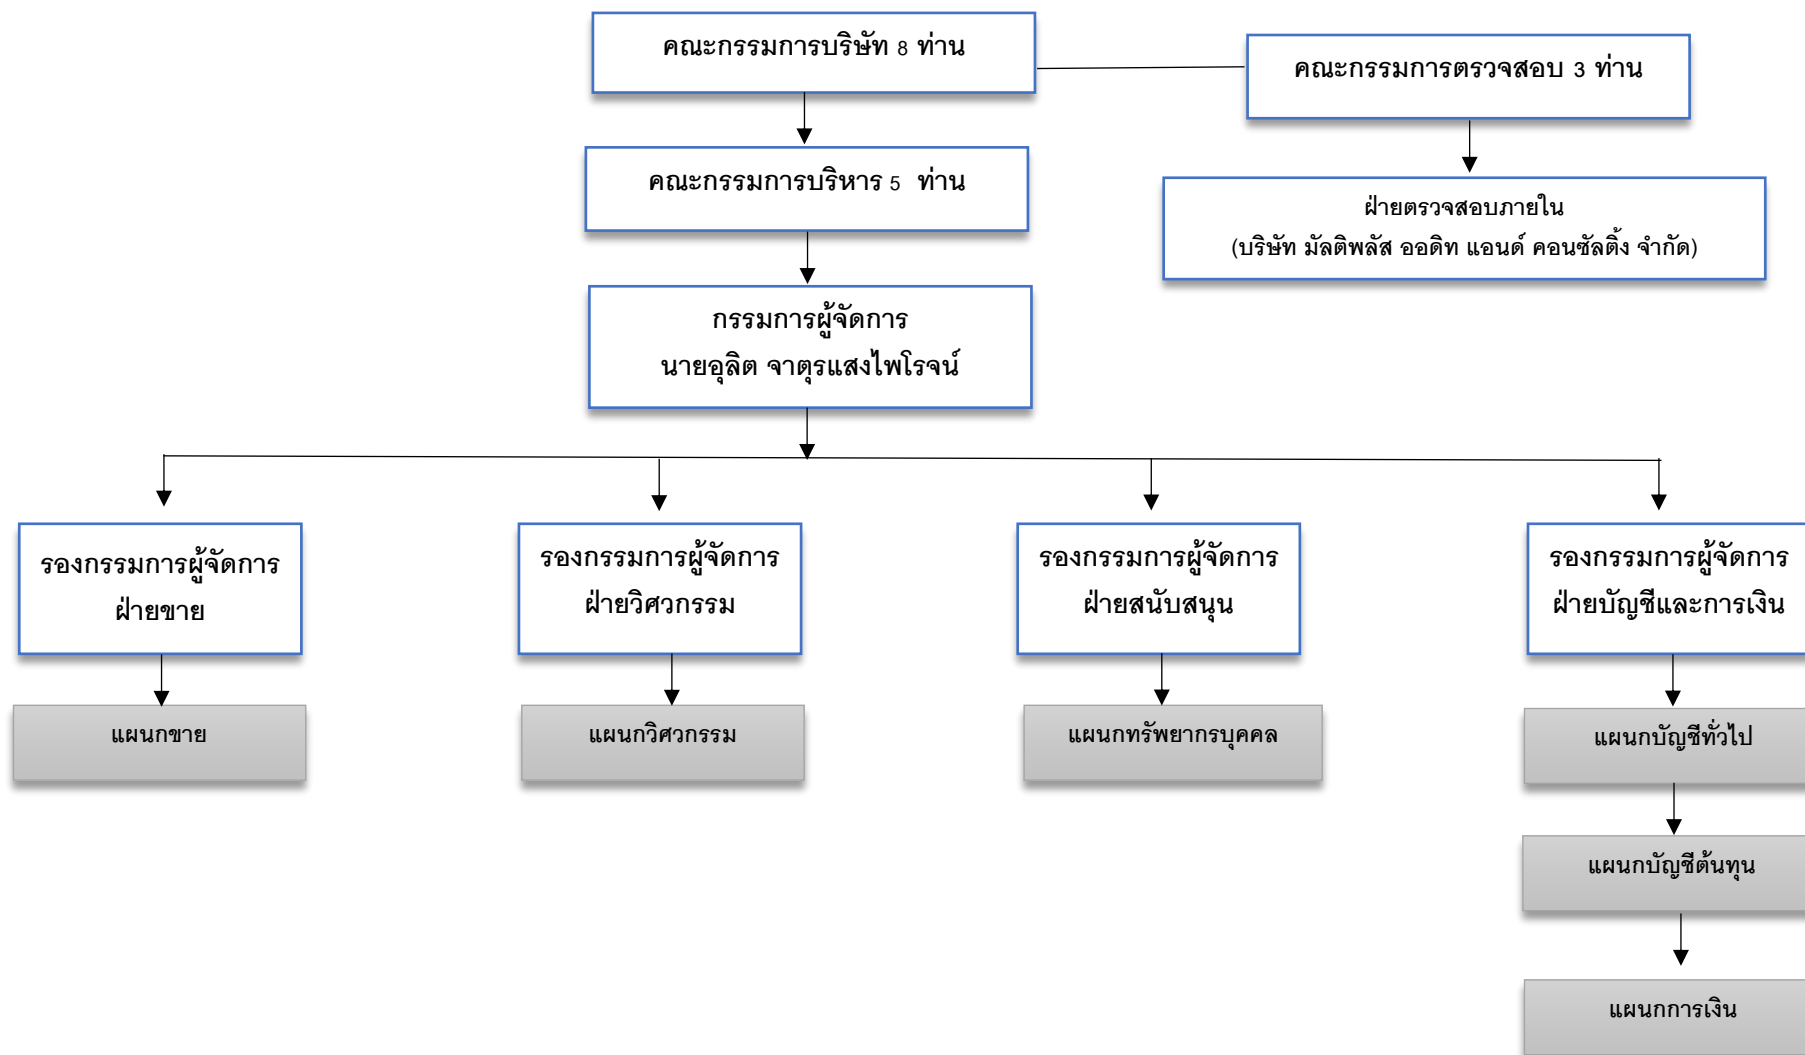 คณะกรรมการบริษัท 8 ท่าน
คณะกรรมการตรวจสอบ 3 ท่าน
คณะกรรมการบริหาร 5 ท่าน
ฝ่ายตรวจสอบภายใน
(บริษัท มัลติพลัส ออดิท แอนด์ คอนซัลติ้ง จำกัด)
กรรมการผู้จัดการ
นายอุลิต จาตุรแสงไพโรจน์
รองกรรมการผู้จัดการ
ฝ่ายขาย
รองกรรมการผู้จัดการ
ฝ่ายวิศวกรรม
รองกรรมการผู้จัดการ
ฝ่ายสนับสนุน
รองกรรมการผู้จัดการ
ฝ่ายบัญชีและการเงิน
แผนกขาย
แผนกวิศวกรรม
แผนกทรัพยากรบุคคล
แผนกบัญชีทั่วไป
แผนกบัญชีต้นทุน
แผนกการเงิน